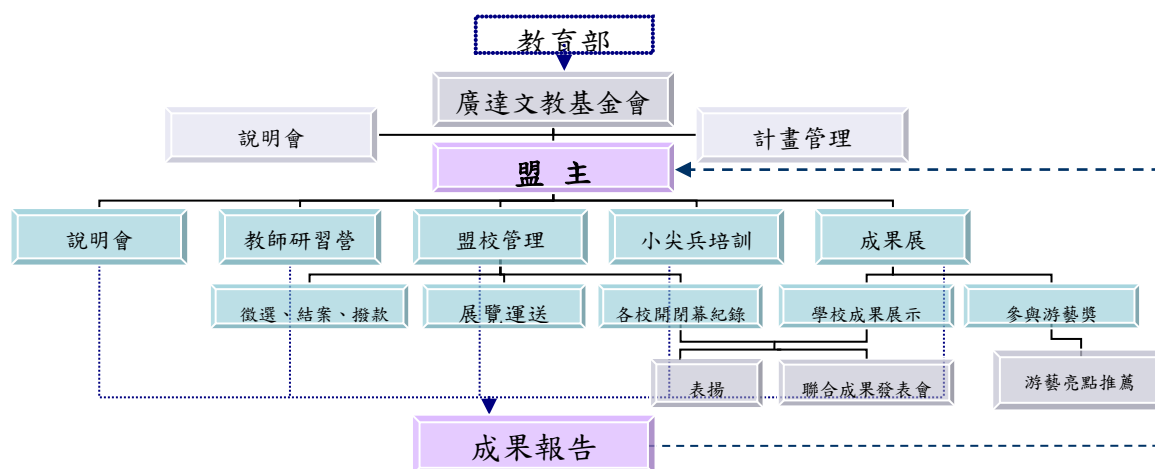 教育部
廣達文教基金會
說明會
計畫管理
盟 主
說明會
教師研習營
盟校管理
小尖兵培訓
成果展
徵選、結案、撥款
展覽運送
各校開閉幕紀錄
學校成果展示
參與游藝獎
表揚
聯合成果發表會
游藝亮點推薦
成果報告